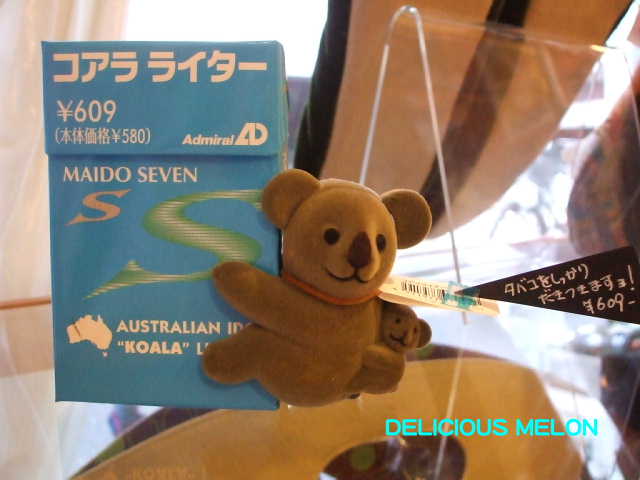 コアラ ライター
¥609
(本体価格¥580)
Admiral AD
MAIDO SEVEN
S
S
AUSTRALIAN
"KOALA"
タバコをしっかり
だきつきますョ!
¥609-
DELICIOUS MELON